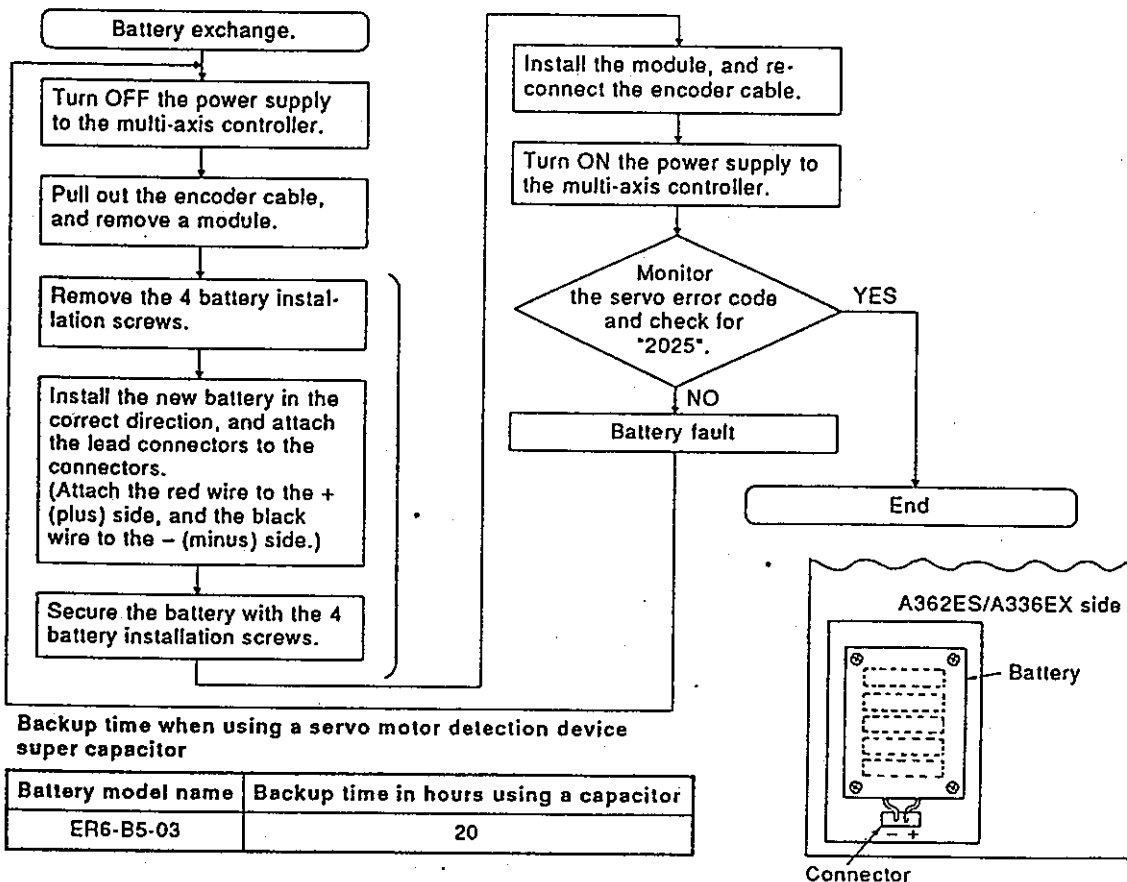 Battery exchange.
Turn OFF the power supply
to the multi-axis controller.
Pull out the encoder cable,
and remove a module.
Remove the 4 battery instal-
lation screws.
Install the new battery in the
correct direction, and attach
the lead connectors to the
connectors.
(Attach the red wire to the +
(plus) side, and the black
wire to the – (minus) side.)
Secure the battery with the 4
battery installation screws.
Install the module, and re-
connect the encoder cable.
Turn ON the power supply to
the multi-axis controller.
Monitor
the servo error code
and check for
"2025".
YES
NO
Battery fault
End
A362ES/A336EX side
Battery
– +
Connector
Backup time when using a servo motor detection device
super capacitor
Battery model name Backup time in hours using a capacitor
ER6-B5-03 20